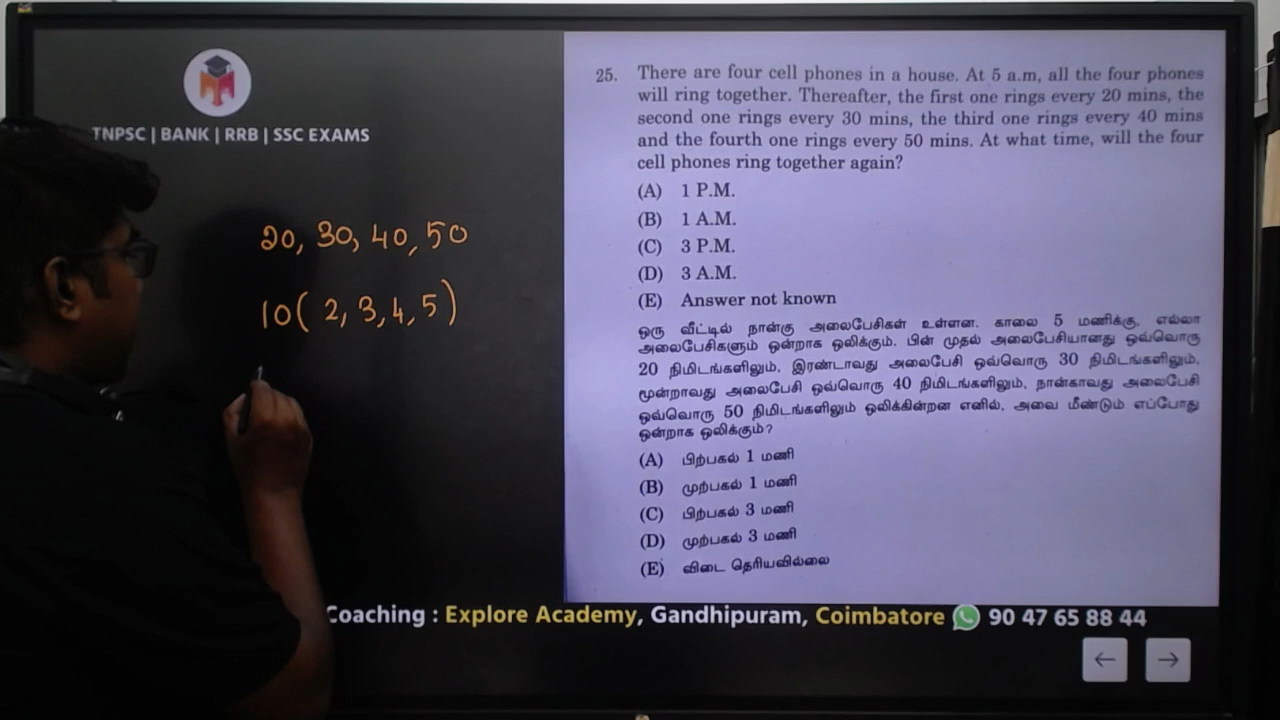 TNPSC | BANK | RRB | SSC EXAMS
20, 30, 40, 50
10( 2, 3, 4, 5 )
25. There are four cell phones in a house. At 5 a.m, all the four phones
will ring together. Thereafter, the first one rings every 20 mins, the
second one rings every 30 mins, the third one rings every 40 mins
and the fourth one rings every 50 mins. At what time, will the four
cell phones ring together again?
(A) 1 P.M.
(B) 1 A.M.
(C) 3 P.M.
(D) 3 A.M.
(E) Answer not known
ஒரு வீட்டில் நான்கு அலைபேசிகள் உள்ளன. காலை 5 மணிக்கு, எல்லா
அலைபேசிகளும் ஒன்றாக ஒலிக்கும். பின் முதல் அலைபேசியானது ஒவ்வொரு
20 நிமிடங்களிலும், இரண்டாவது அலைபேசி ஒவ்வொரு 30 நிமிடங்களிலும்,
மூன்றாவது அலைபேசி ஒவ்வொரு 40 நிமிடங்களிலும், நான்காவது அலைபேசி
ஒவ்வொரு 50 நிமிடங்களிலும் ஒலிக்கின்றன எனில், அவை மீண்டும் எப்போது
ஒன்றாக ஒலிக்கும்?
(A) பிற்பகல் 1 மணி
(B) முற்பகல் 1 மணி
(C) பிற்பகல் 3 மணி
(D) முற்பகல் 3 மணி
(E) விடை தெரியவில்லை
Coaching : Explore Academy, Gandhipuram, Coimbatore 90 47 65 88 44